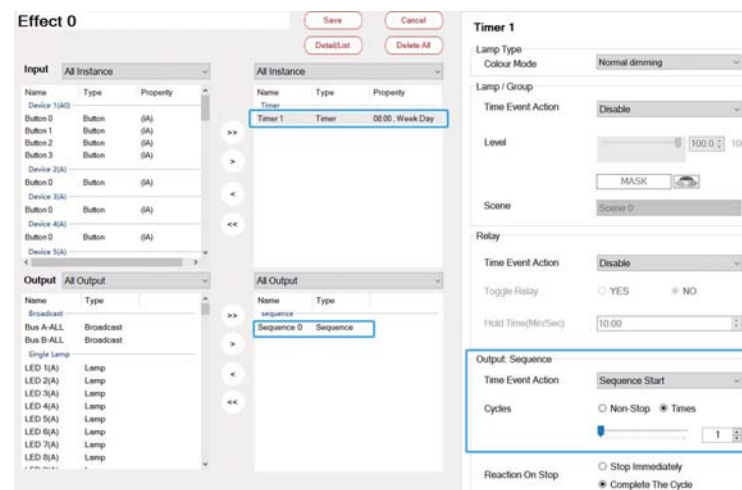 Effect 0
Save
Cancel
Detail/List
Delete All
Input
All Instance
Name Type Property
Device 1(A0)
Button 0 Button (IA)
Button 1 Button (IA)
Button 2 Button (IA)
Button 3 Button (IA)
Device 2(A)
Button 0 Button (IA)
Device 3(A)
Button 0 Button (IA)
Device 4(A)
Button 0 Button (IA)
Device 5(A)
>>
>
<
<<
All Instance
Name Type Property
Timer
Timer 1 Timer 08:00 , Week Day
Output
All Output
Name Type
Broadcast
Bus A-ALL Broadcast
Bus B-ALL Broadcast
Single Lamp
LED 1(A) Lamp
LED 2(A) Lamp
LED 3(A) Lamp
LED 4(A) Lamp
LED 5(A) Lamp
LED 6(A) Lamp
LED 7(A) Lamp
LED 8(A) Lamp
>>
>
<
<<
All Output
Name Type
sequence
Sequence 0 Sequence
Timer 1
Lamp Type
Colour Mode Normal dimming
Lamp / Group
Time Event Action Disable
Level 100.0
MASK
Scene Scene 0
Relay
Time Event Action Disable
Toggle Relay YES NO
Hold Time(Min/Sec) 10:00
Output: Sequence
Time Event Action Sequence Start
Cycles Non-Stop Times
1
Reaction On Stop Stop Immediately
Complete The Cycle